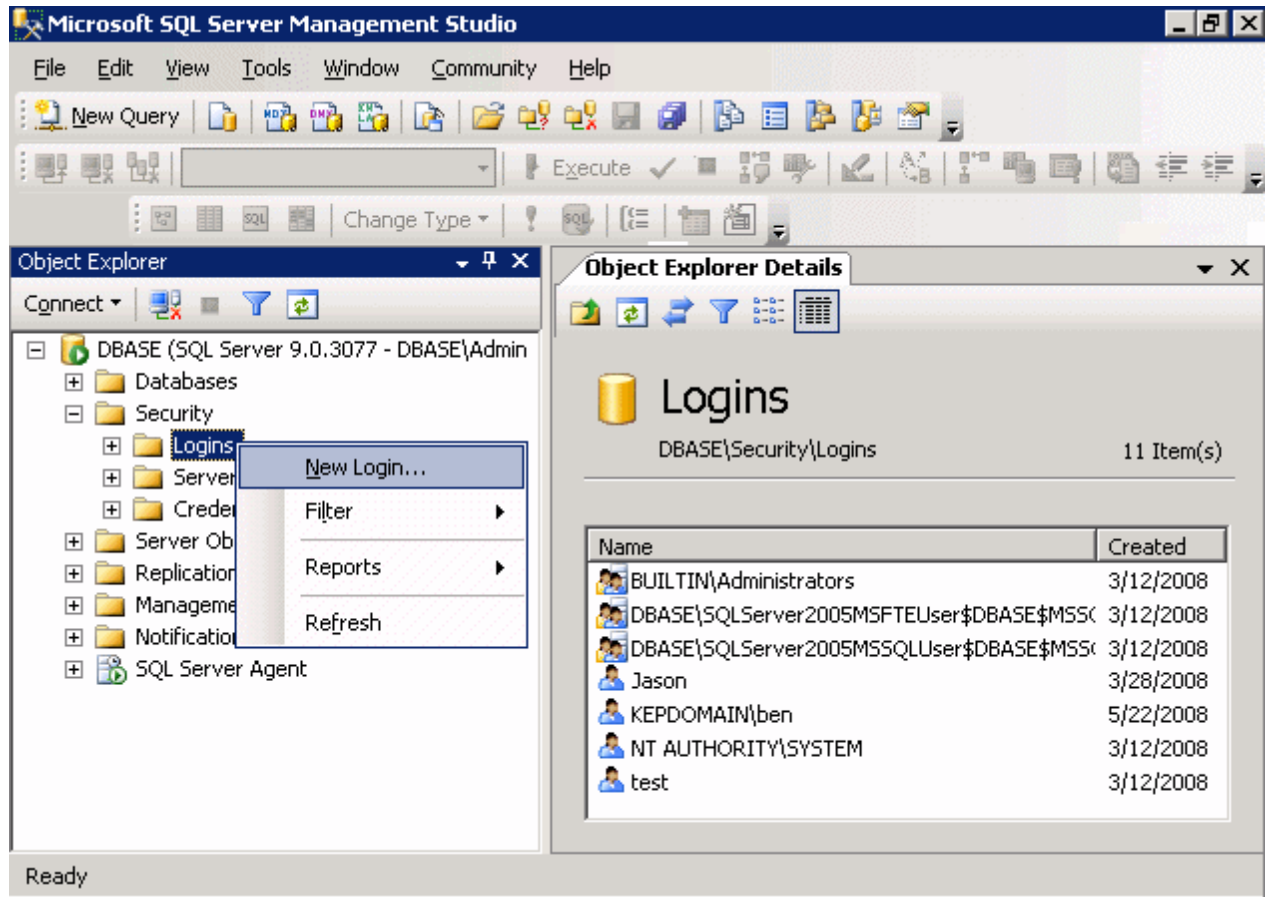 Microsoft SQL Server Management Studio
File Edit View Tools Window Community Help
New Query MDX DMX XMLA
Execute
SQL Change Type SQL
Object Explorer
Connect
DBASE (SQL Server 9.0.3077 - DBASE\Admin
Databases
Security
Logins
Server
Creden
Server Ob
Replication
Manageme
Notification
SQL Server Agent
New Login...
Filter
Reports
Refresh
Object Explorer Details
Logins
DBASE\Security\Logins 11 Item(s)
Name Created
BUILTIN\Administrators 3/12/2008
DBASE\SQLServer2005MSFTEUser$DBASE$MSS 3/12/2008
DBASE\SQLServer2005MSSQLUser$DBASE$MSS 3/12/2008
Jason 3/28/2008
KEPDOMAIN\ben 5/22/2008
NT AUTHORITY\SYSTEM 3/12/2008
test 3/12/2008
Ready